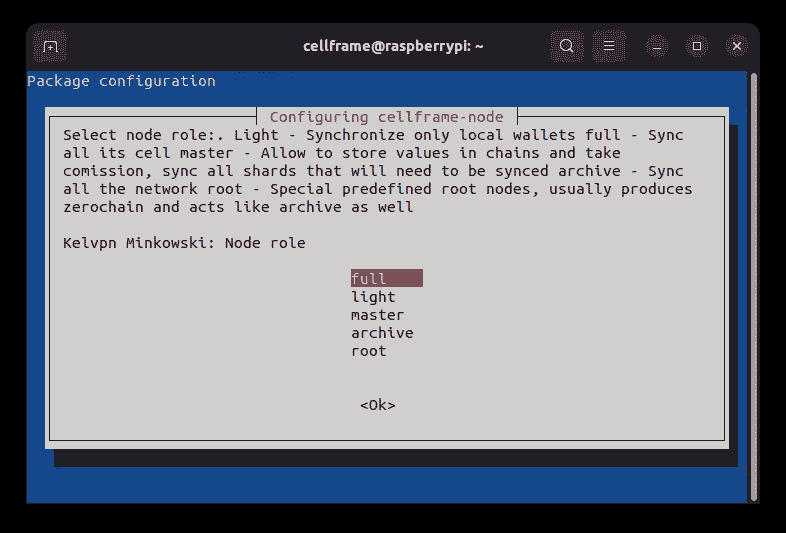 cellframe@raspberrypi: ~
Package configuration
Configuring cellframe-node
Select node role:. Light - Synchronize only local wallets full - Sync
all its cell master - Allow to store values in chains and take
comission, sync all shards that will need to be synced archive - Sync
all the network root - Special predefined root nodes, usually produces
zerochain and acts like archive as well
Kelvpn Minkowski: Node role
full
light
master
archive
root
<Ok>